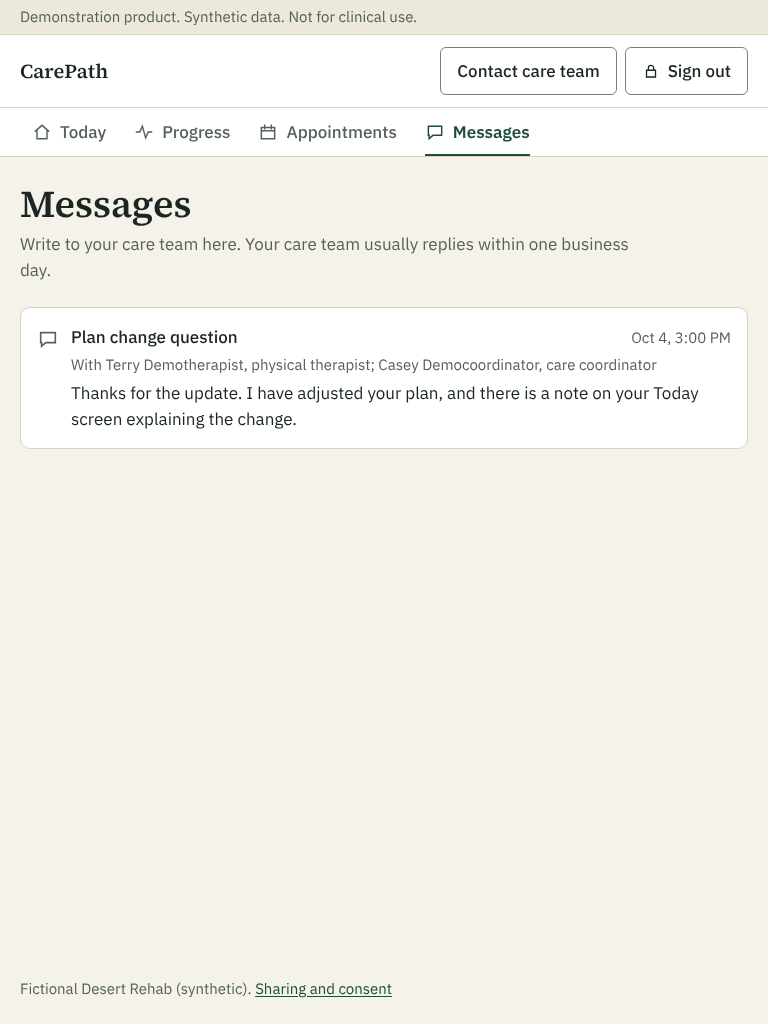 Demonstration product. Synthetic data. Not for clinical use.
CarePath
Contact care team
Sign out
Today
Progress
Appointments
Messages
Messages
Write to your care team here. Your care team usually replies within one business
day.
Plan change question
Oct 4, 3:00 PM
With Terry Demotherapist, physical therapist; Casey Democoordinator, care coordinator
Thanks for the update. I have adjusted your plan, and there is a note on your Today
screen explaining the change.
Fictional Desert Rehab (synthetic). Sharing and consent